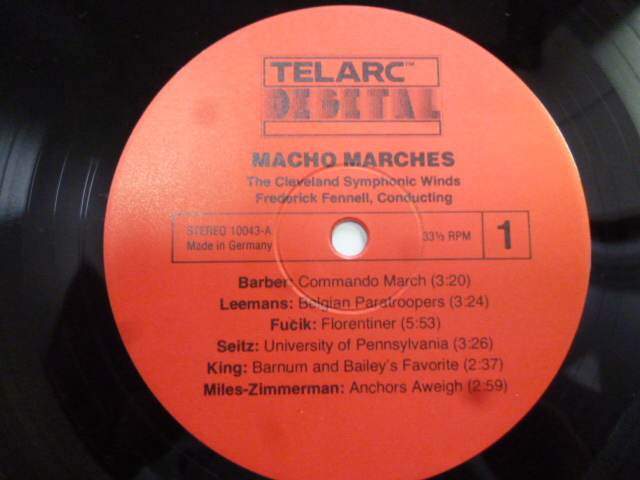 TELARC™
DIGITAL
MACHO MARCHES
The Cleveland Symphonic Winds
Frederick Fennell, Conducting
STEREO 10043-A
Made in Germany
33⅓ RPM
1
Barber: Commando March (3:20)
Leemans: Belgian Paratroopers (3:24)
Fučik: Florentiner (5:53)
Seitz: University of Pennsylvania (3:26)
King: Barnum and Bailey's Favorite (2:37)
Miles-Zimmerman: Anchors Aweigh (2:59)